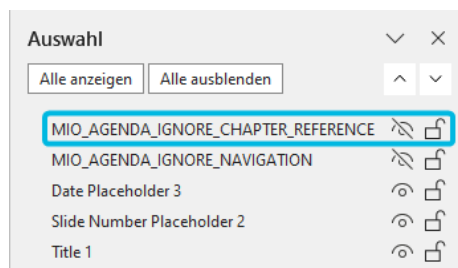 Auswahl
Alle anzeigen Alle ausblenden
MIO_AGENDA_IGNORE_CHAPTER_REFERENCE
MIO_AGENDA_IGNORE_NAVIGATION
Date Placeholder 3
Slide Number Placeholder 2
Title 1